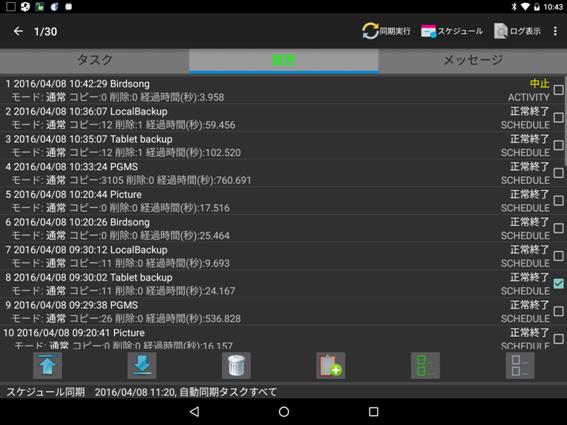 10:43
1/30
同期実行
スケジュール
ログ表示
タスク
履歴
メッセージ
1 2016/04/08 10:42:29 Birdsong
中止
モード: 通常 コピー:0 削除:0 経過時間(秒):3.958
ACTIVITY
2 2016/04/08 10:36:07 LocalBackup
正常終了
モード: 通常 コピー:12 削除:1 経過時間(秒):59.456
SCHEDULE
3 2016/04/08 10:35:07 Tablet backup
正常終了
モード: 通常 コピー:12 削除:1 経過時間(秒):102.520
SCHEDULE
4 2016/04/08 10:33:24 PGMS
正常終了
モード: 通常 コピー:3105 削除:0 経過時間(秒):760.691
SCHEDULE
5 2016/04/08 10:20:44 Picture
正常終了
モード: 通常 コピー:0 削除:0 経過時間(秒):17.516
SCHEDULE
6 2016/04/08 10:20:26 Birdsong
正常終了
モード: 通常 コピー:0 削除:0 経過時間(秒):25.464
SCHEDULE
7 2016/04/08 09:30:12 LocalBackup
正常終了
モード: 通常 コピー:11 削除:0 経過時間(秒):9.693
SCHEDULE
8 2016/04/08 09:30:02 Tablet backup
正常終了
モード: 通常 コピー:11 削除:0 経過時間(秒):24.167
SCHEDULE
9 2016/04/08 09:29:38 PGMS
正常終了
モード: 通常 コピー:26 削除:0 経過時間(秒):536.828
SCHEDULE
10 2016/04/08 09:20:41 Picture
正常終了
モード: 通常 コピー:0 削除:0 経過時間(秒):16.157
SCHEDULE
スケジュール同期 2016/04/08 11:20, 自動同期タスクすべて